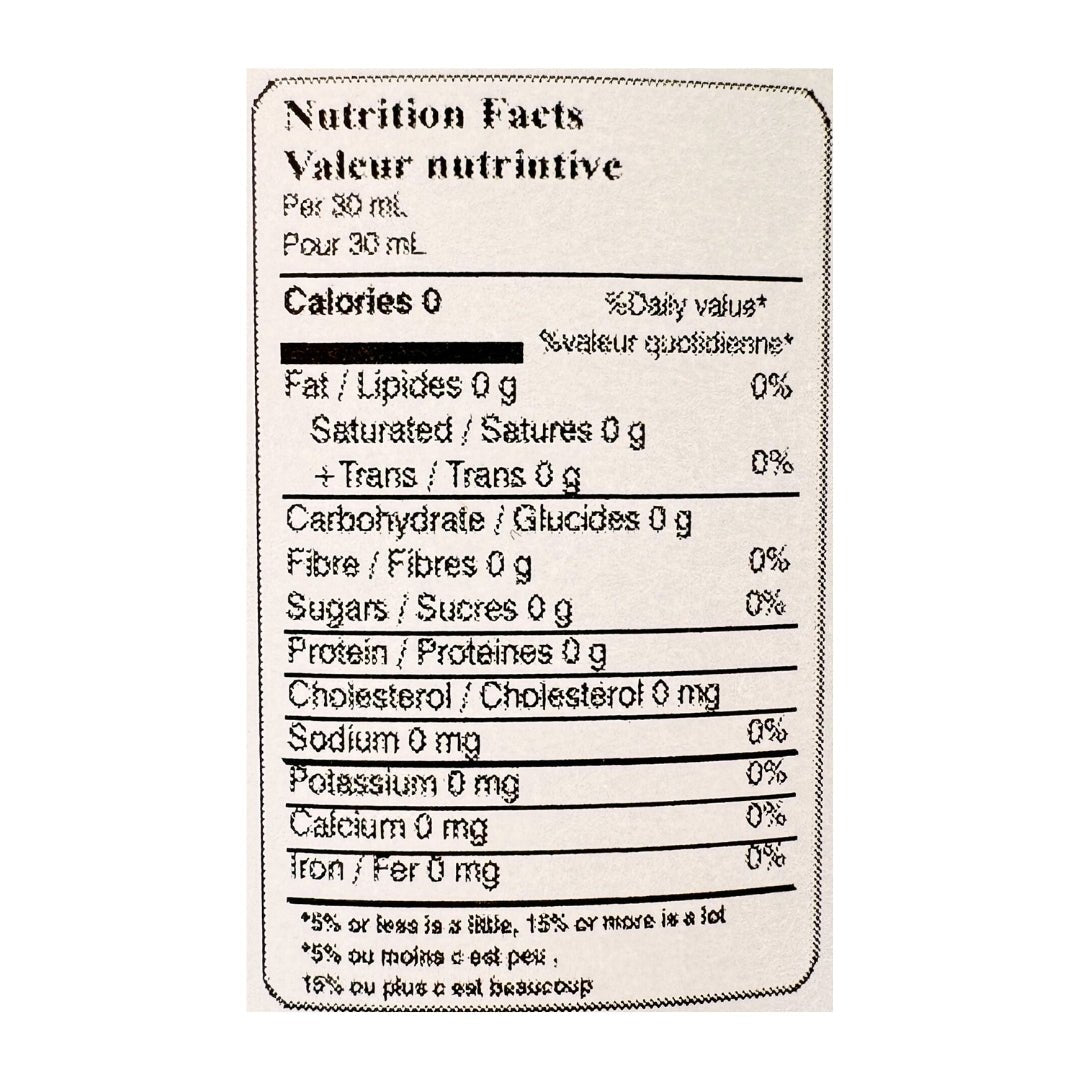 Nutrition Facts
Valeur nutrintive
Per 30 mL
Pour 30 mL
Calories 0 %Daily value*
%valeur quotidienne*
Fat / Lipides 0 g 0%
Saturated / Satures 0 g
+ Trans / Trans 0 g 0%
Carbohydrate / Glucides 0 g
Fibre / Fibres 0 g 0%
Sugars / Sucres 0 g 0%
Protein / Proteines 0 g
Cholesterol / Cholesterol 0 mg
Sodium 0 mg 0%
Potassium 0 mg 0%
Calcium 0 mg 0%
Iron / Fer 0 mg 0%
*5% or less is a little, 15% or more is a lot
*5% ou moins c est peu ,
15% ou plus c est beaucoup